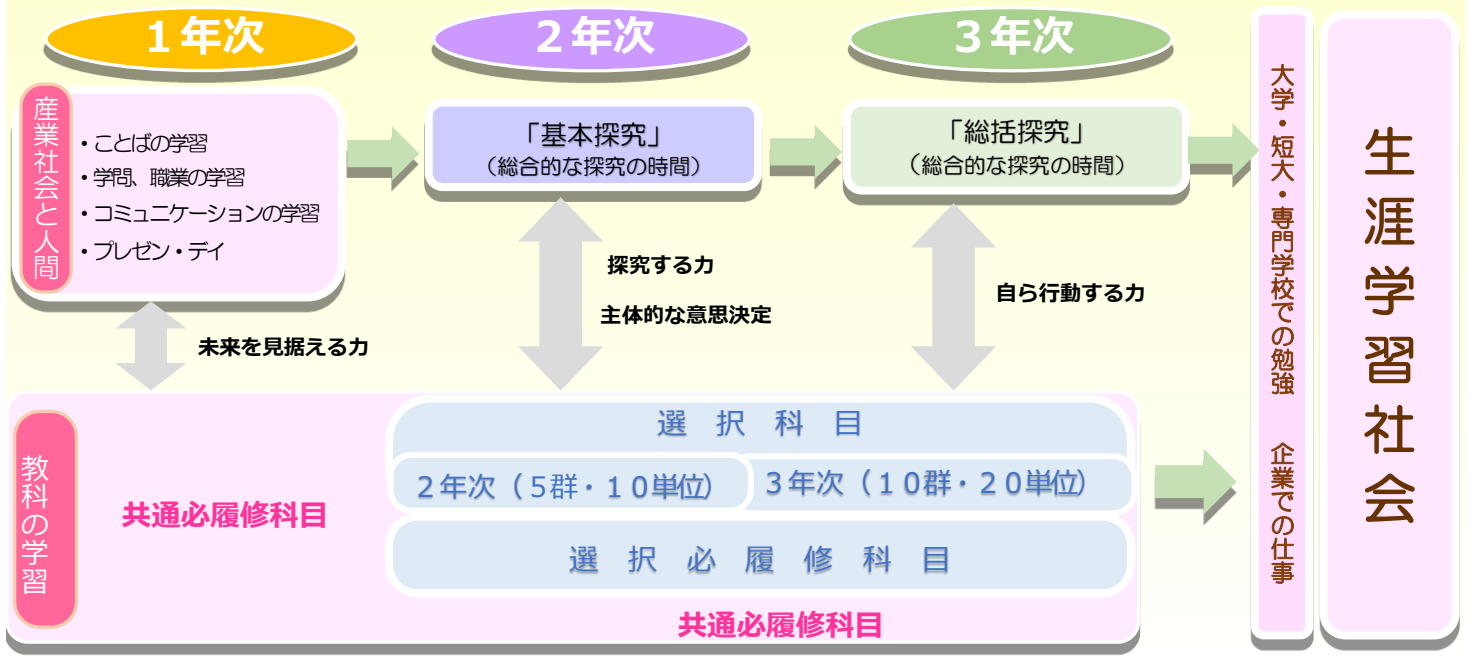 １年次
２年次
３年次
産業社会と人間
・ことばの学習
・学問、職業の学習
・コミュニケーションの学習
・プレゼン・デイ
「基本探究」
（総合的な探究の時間）
「総括探究」
（総合的な探究の時間）
未来を見据える力
探究する力
主体的な意思決定
自ら行動する力
教科の学習
共通必履修科目
選択科目
２年次（５群・１０単位）
３年次（１０群・２０単位）
選択必履修科目
共通必履修科目
大学・短大・専門学校での勉強　企業での仕事
生涯学習社会